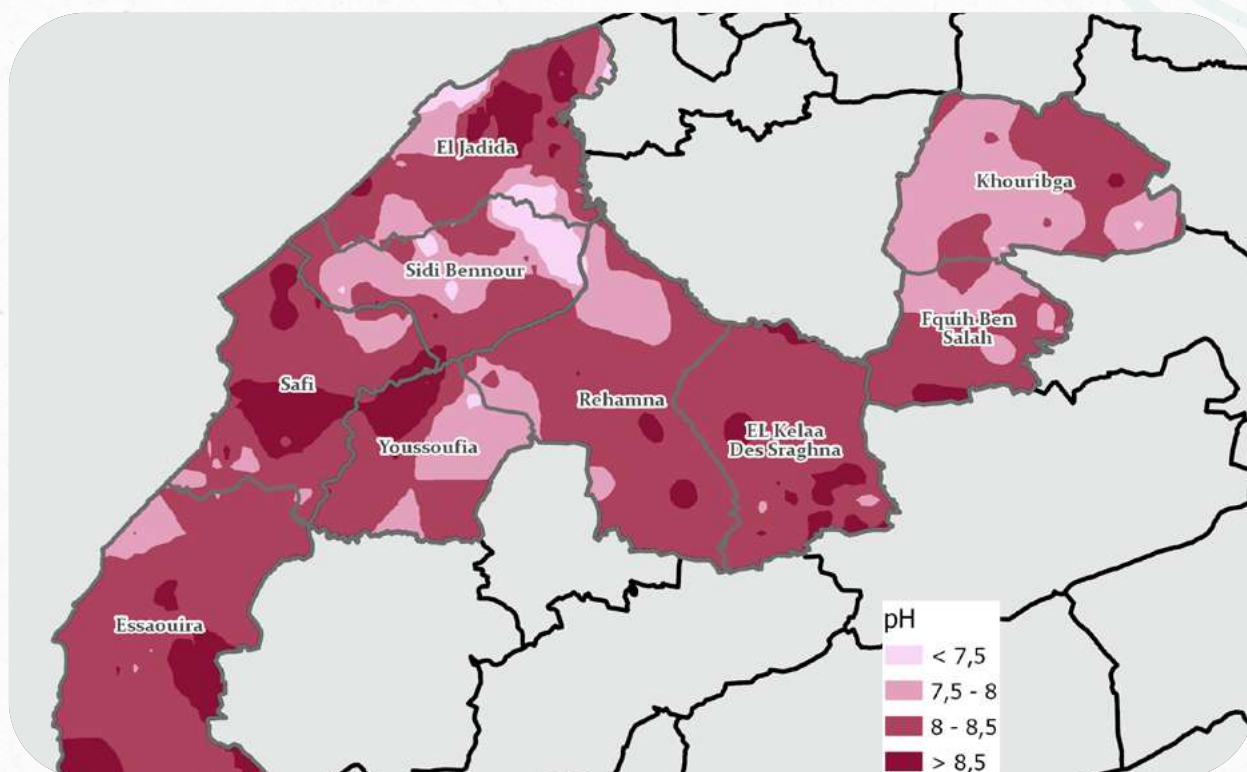 El Jadida
Khouribga
Sidi Bennour
Fquih Ben
Salah
Safi
Rehamna
EL Kelaa
Des Sraghna
Youssoufia
Essaouira
pH
< 7,5
7,5 - 8
8 - 8,5
> 8,5